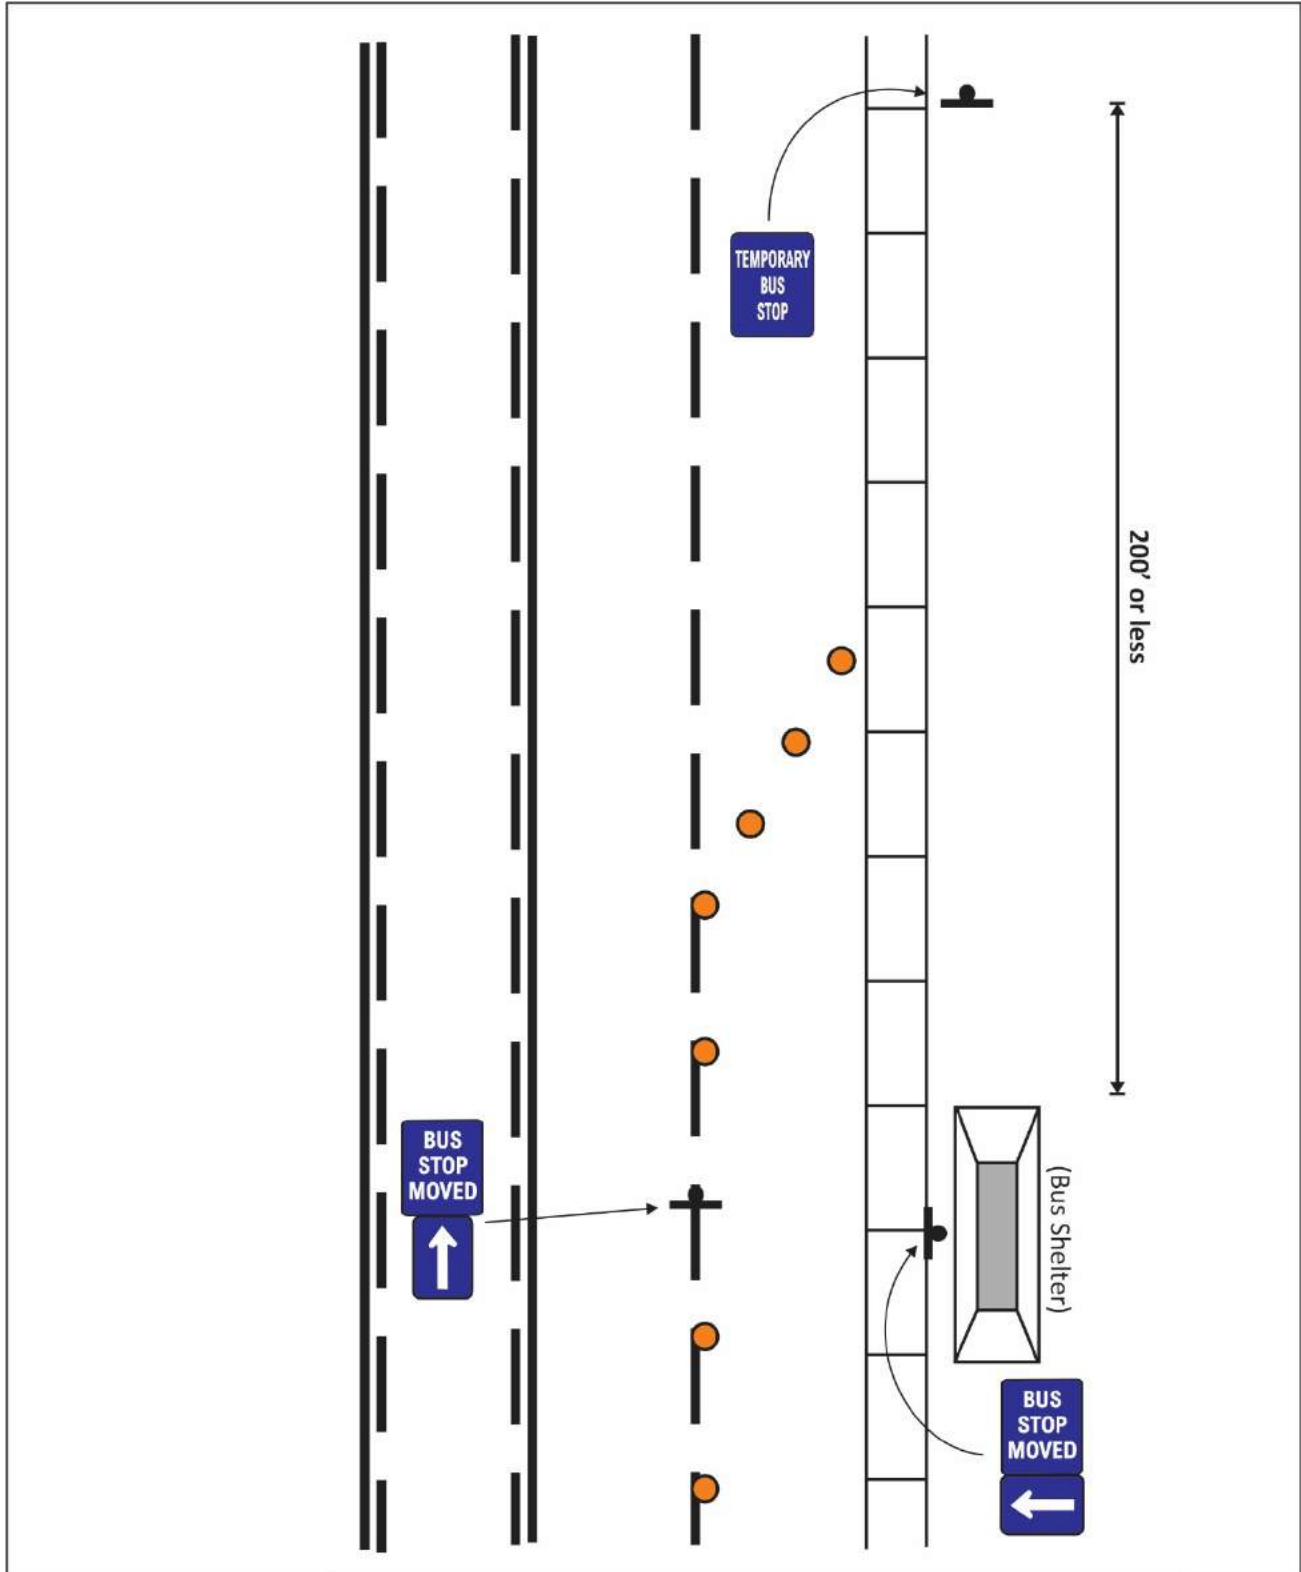 TEMPORARY
BUS
STOP
200' or less
BUS
STOP
MOVED
(Bus Shelter)
BUS
STOP
MOVED